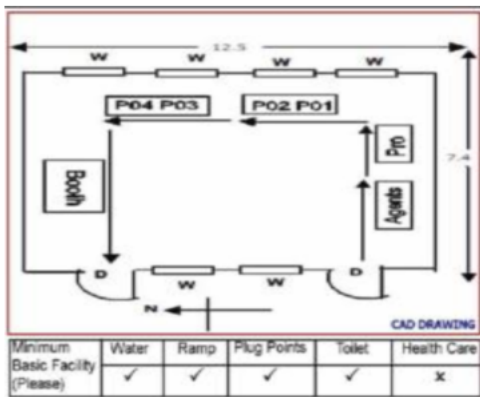 12.5
W W W W
P04 P03 P02 P01
Pro
7.4
Booth
Agents
D D
W W
N
CAD DRAWING
Minimum Basic Facility (Please) Water Ramp Plug Points Toilet Health Care
✓ ✓ ✓ ✓ x